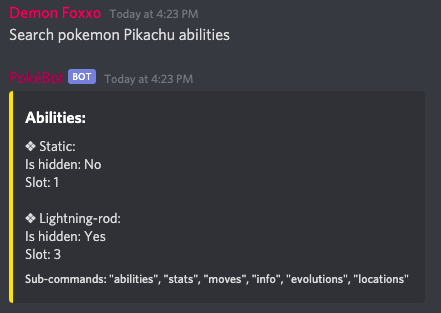 Demon Foxxo Today at 4:23 PM
Search pokemon Pikachu abilities
PokéBot BOT Today at 4:23 PM
Abilities:
❖ Static:
Is hidden: No
Slot: 1
❖ Lightning-rod:
Is hidden: Yes
Slot: 3
Sub-commands: "abilities", "stats", "moves", "info", "evolutions", "locations"